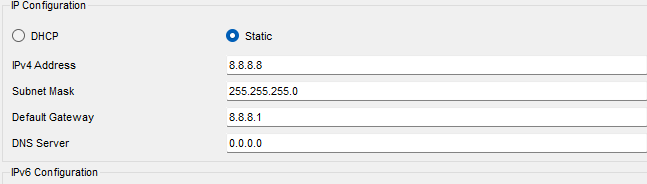 IP Configuration
DHCP Static
IPv4 Address 8.8.8.8
Subnet Mask 255.255.255.0
Default Gateway 8.8.8.1
DNS Server 0.0.0.0
IPv6 Configuration